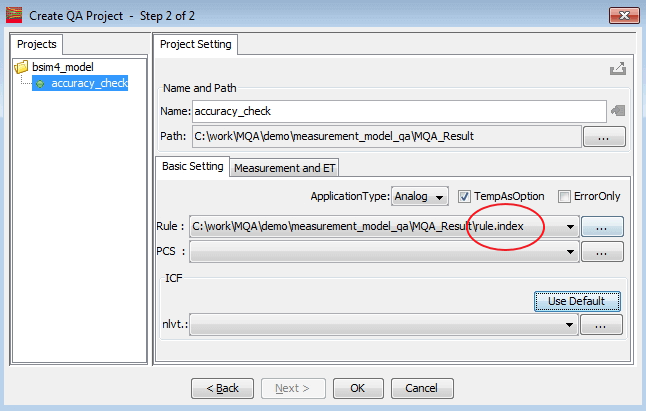 Create QA Project - Step 2 of 2
Projects
bsim4_model
accuracy_check
Project Setting
Name and Path
Name: accuracy_check
Path: C:\work\MQA\demo\measurement_model_qa\MQA_Result ...
Basic Setting Measurement and ET
ApplicationType: Analog TempAsOption ErrorOnly
Rule : C:\work\MQA\demo\measurement_model_qa\MQA_Result\rule.index ...
PCS : ...
ICF
Use Default
nlvt.: ...
< Back Next > OK Cancel